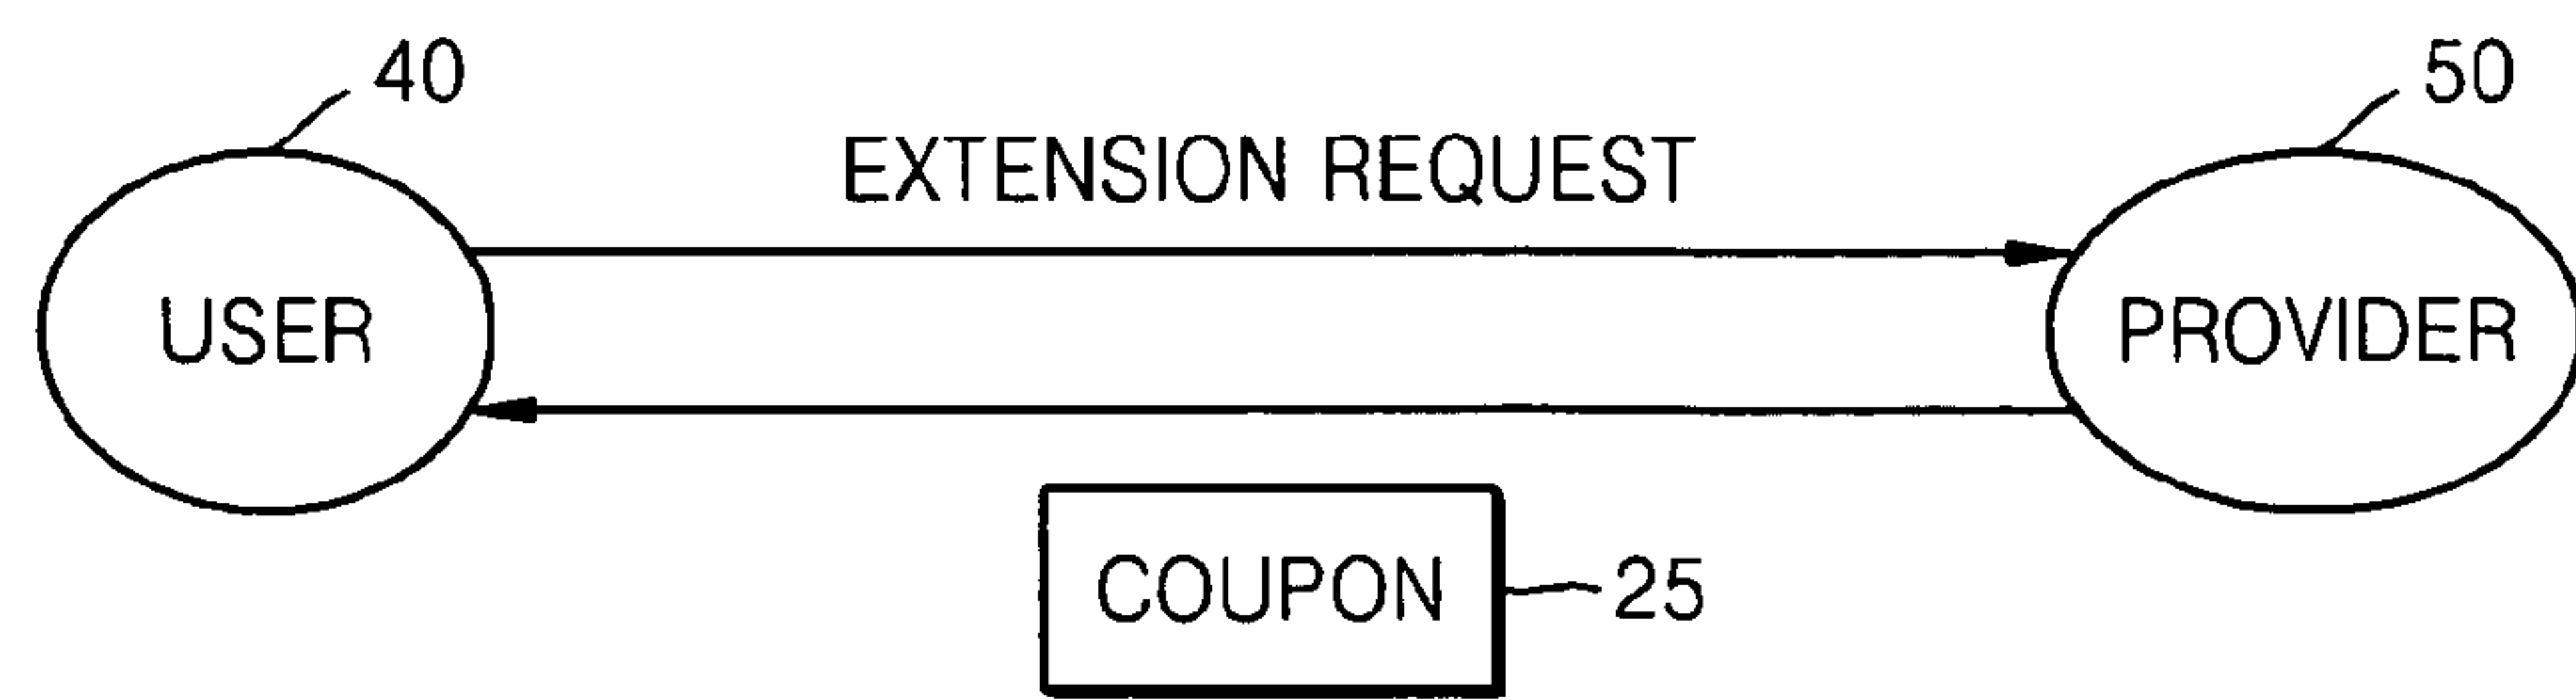 40
50
EXTENSION REQUEST
USER
PROVIDER
COUPON
25